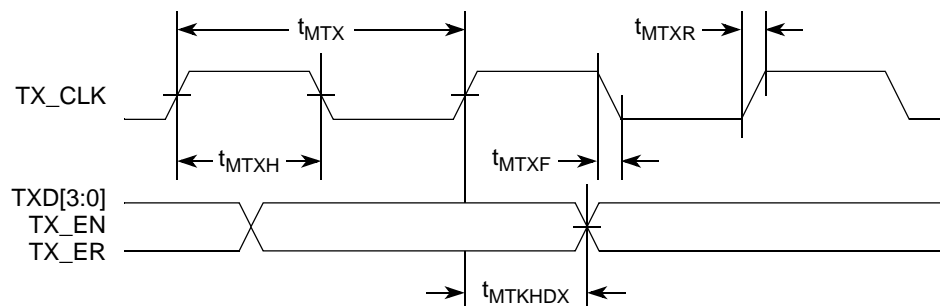 tMTX
tMTXR
TX_CLK
tMTXH
tMTXF
TXD[3:0]
TX_EN
TX_ER
tMTKHDX